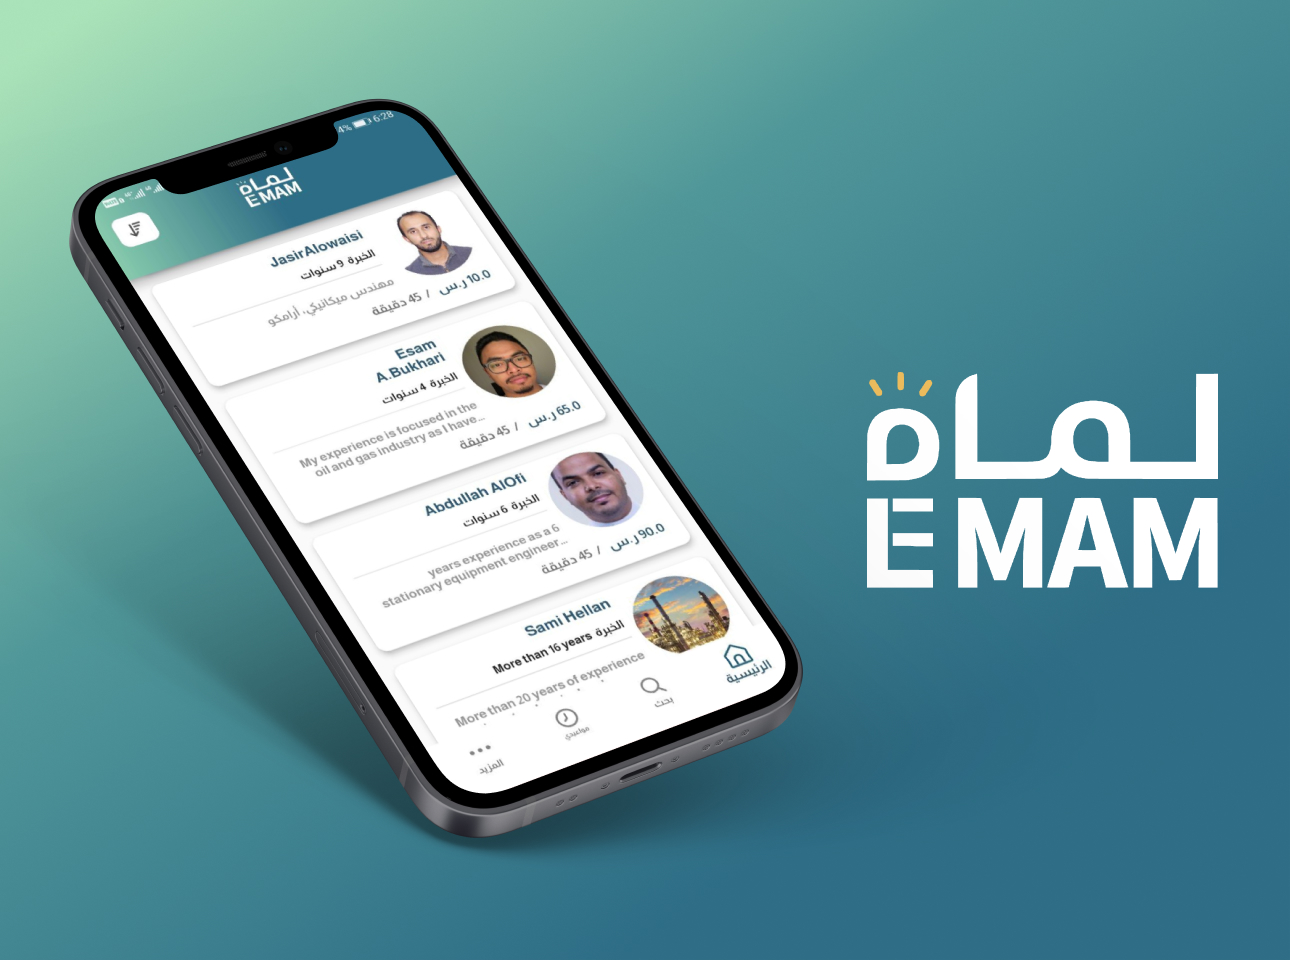 4% 6:28
لماه
EMAM
JasirAlowaisi
الخبرة 9 سنوات
مهندس ميكانيكي، أرامكو
10.0 ر.س / 45 دقيقة
Esam
A.Bukhari
الخبرة 4 سنوات
My experience is focused in the
oil and gas industry as I have...
65.0 ر.س / 45 دقيقة
Abdullah AlOfi
الخبرة 6 سنوات
years experience as a 6
stationary equipment engineer...
90.0 ر.س / 45 دقيقة
Sami Hellan
الخبرة More than 16 years
More than 20 years of experience
الرئيسية
بحث
مواعيدي
المزيد
لماه
EMAM